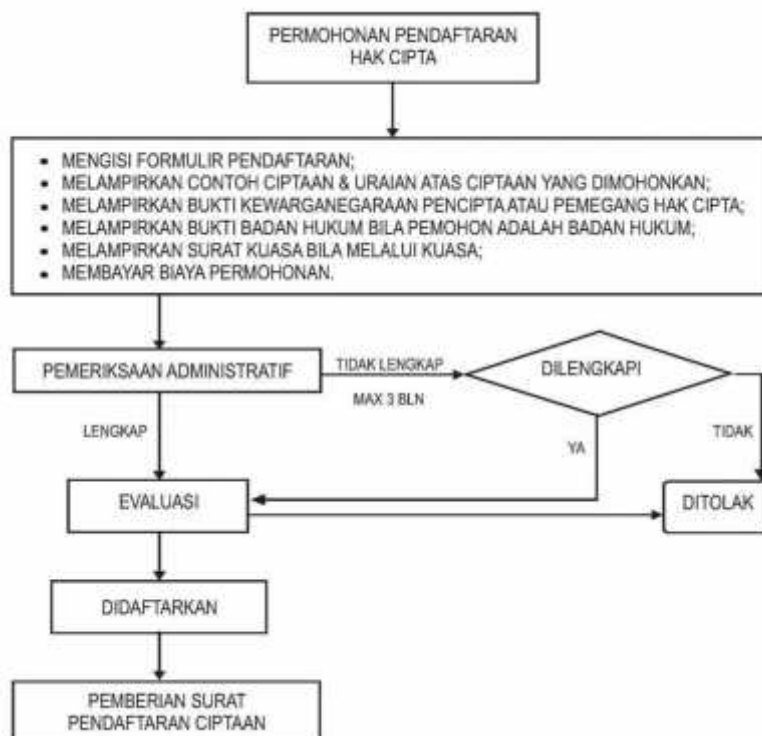 PERMOHONAN PENDAFTARAN
HAK CIPTA
• MENGISI FORMULIR PENDAFTARAN;
• MELAMPIRKAN CONTOH CIPTAAN & URAIAN ATAS CIPTAAN YANG DIMOHONKAN;
• MELAMPIRKAN BUKTI KEWARGANEGARAAN PENCIPTA ATAU PEMEGANG HAK CIPTA;
• MELAMPIRKAN BUKTI BADAN HUKUM BILA PEMOHON ADALAH BADAN HUKUM;
• MELAMPIRKAN SURAT KUASA BILA MELALUI KUASA;
• MEMBAYAR BIAYA PERMOHONAN.
PEMERIKSAAN ADMINISTRATIF
TIDAK LENGKAP
MAX 3 BLN
DILENGKAPI
LENGKAP
YA
TIDAK
EVALUASI
DITOLAK
DIDAFTARKAN
PEMBERIAN SURAT
PENDAFTARAN CIPTAAN